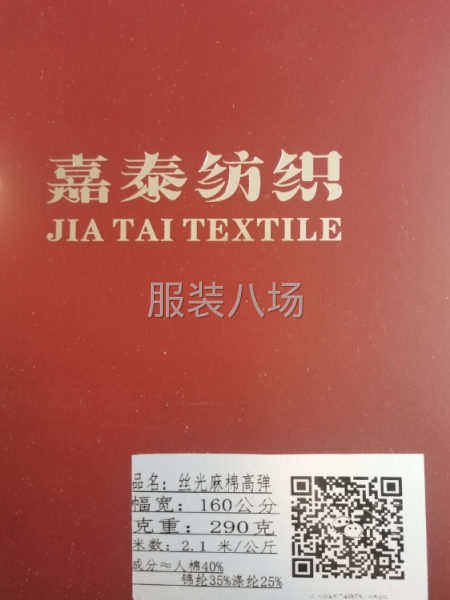 嘉泰纺织
JIA TAI TEXTILE
服装八场
品名：丝光麻棉高弹
幅宽：160公分
克重：290克
米数：2.1 米/公斤
成分≈人棉40%
锦纶35%涤纶25%